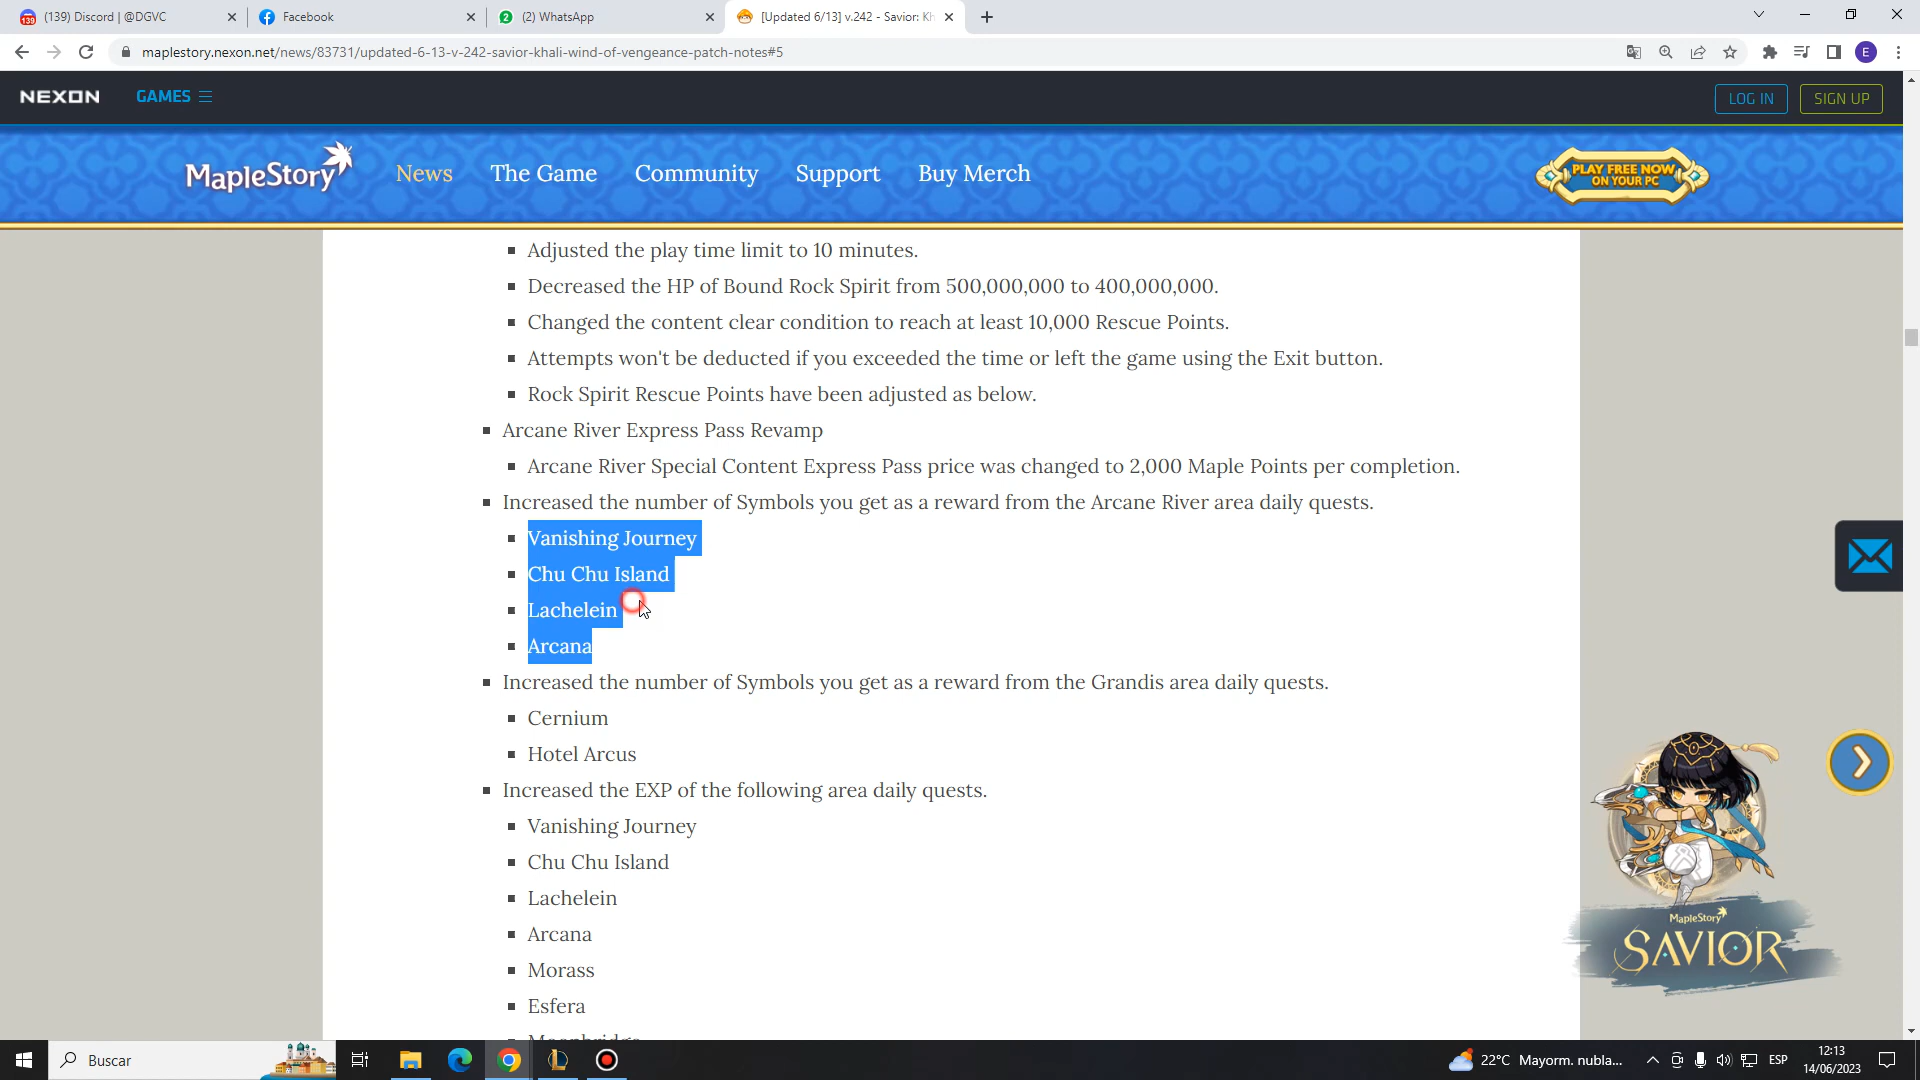 (139) Discord | @DGVC
Facebook
(2) WhatsApp
[Updated 6/13] v.242 - Savior: Kh
maplestory.nexon.net/news/83731/updated-6-13-v-242-savior-khali-wind-of-vengeance-patch-notes#5
E
NEXON
GAMES
LOG IN
SIGN UP
MapleStory
News
The Game
Community
Support
Buy Merch
PLAY FREE NOW
ON YOUR PC
Adjusted the play time limit to 10 minutes.
Decreased the HP of Bound Rock Spirit from 500,000,000 to 400,000,000.
Changed the content clear condition to reach at least 10,000 Rescue Points.
Attempts won't be deducted if you exceeded the time or left the game using the Exit button.
Rock Spirit Rescue Points have been adjusted as below.
Arcane River Express Pass Revamp
Arcane River Special Content Express Pass price was changed to 2,000 Maple Points per completion.
Increased the number of Symbols you get as a reward from the Arcane River area daily quests.
Vanishing Journey
Chu Chu Island
Lachelein
Arcana
Increased the number of Symbols you get as a reward from the Grandis area daily quests.
Cernium
Hotel Arcus
Increased the EXP of the following area daily quests.
Vanishing Journey
Chu Chu Island
Lachelein
Arcana
Morass
Esfera
Moonbridge
MapleStory
SAVIOR
Buscar
22°C Mayorm. nubla...
ESP
12:13
14/06/2023